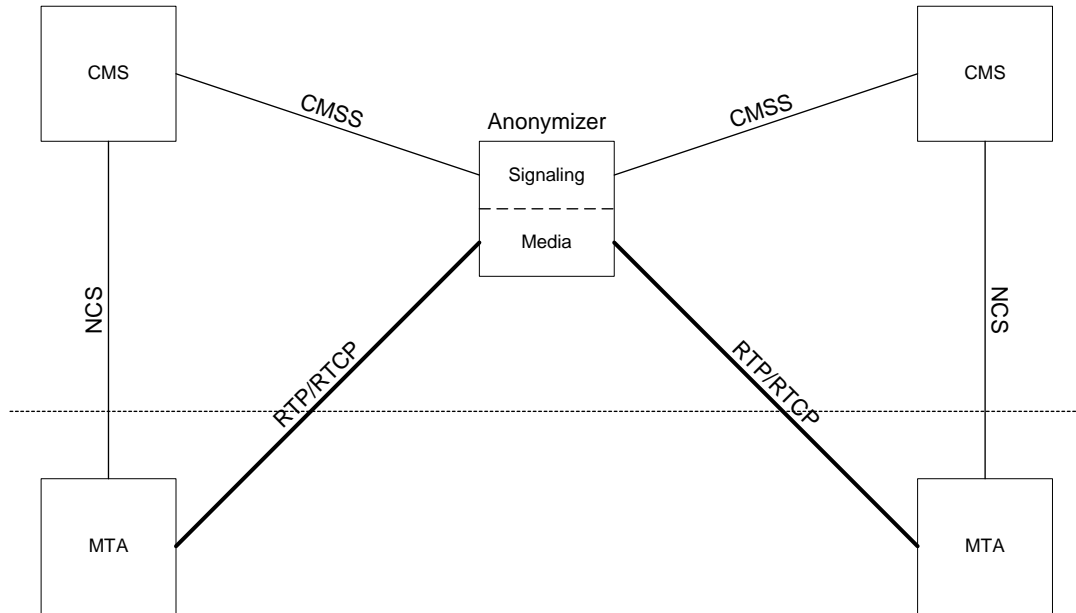 CMS
CMS
CMSS
CMSS
Anonymizer
Signaling
Media
NCS
NCS
RTP/RTCP
RTP/RTCP
MTA
MTA